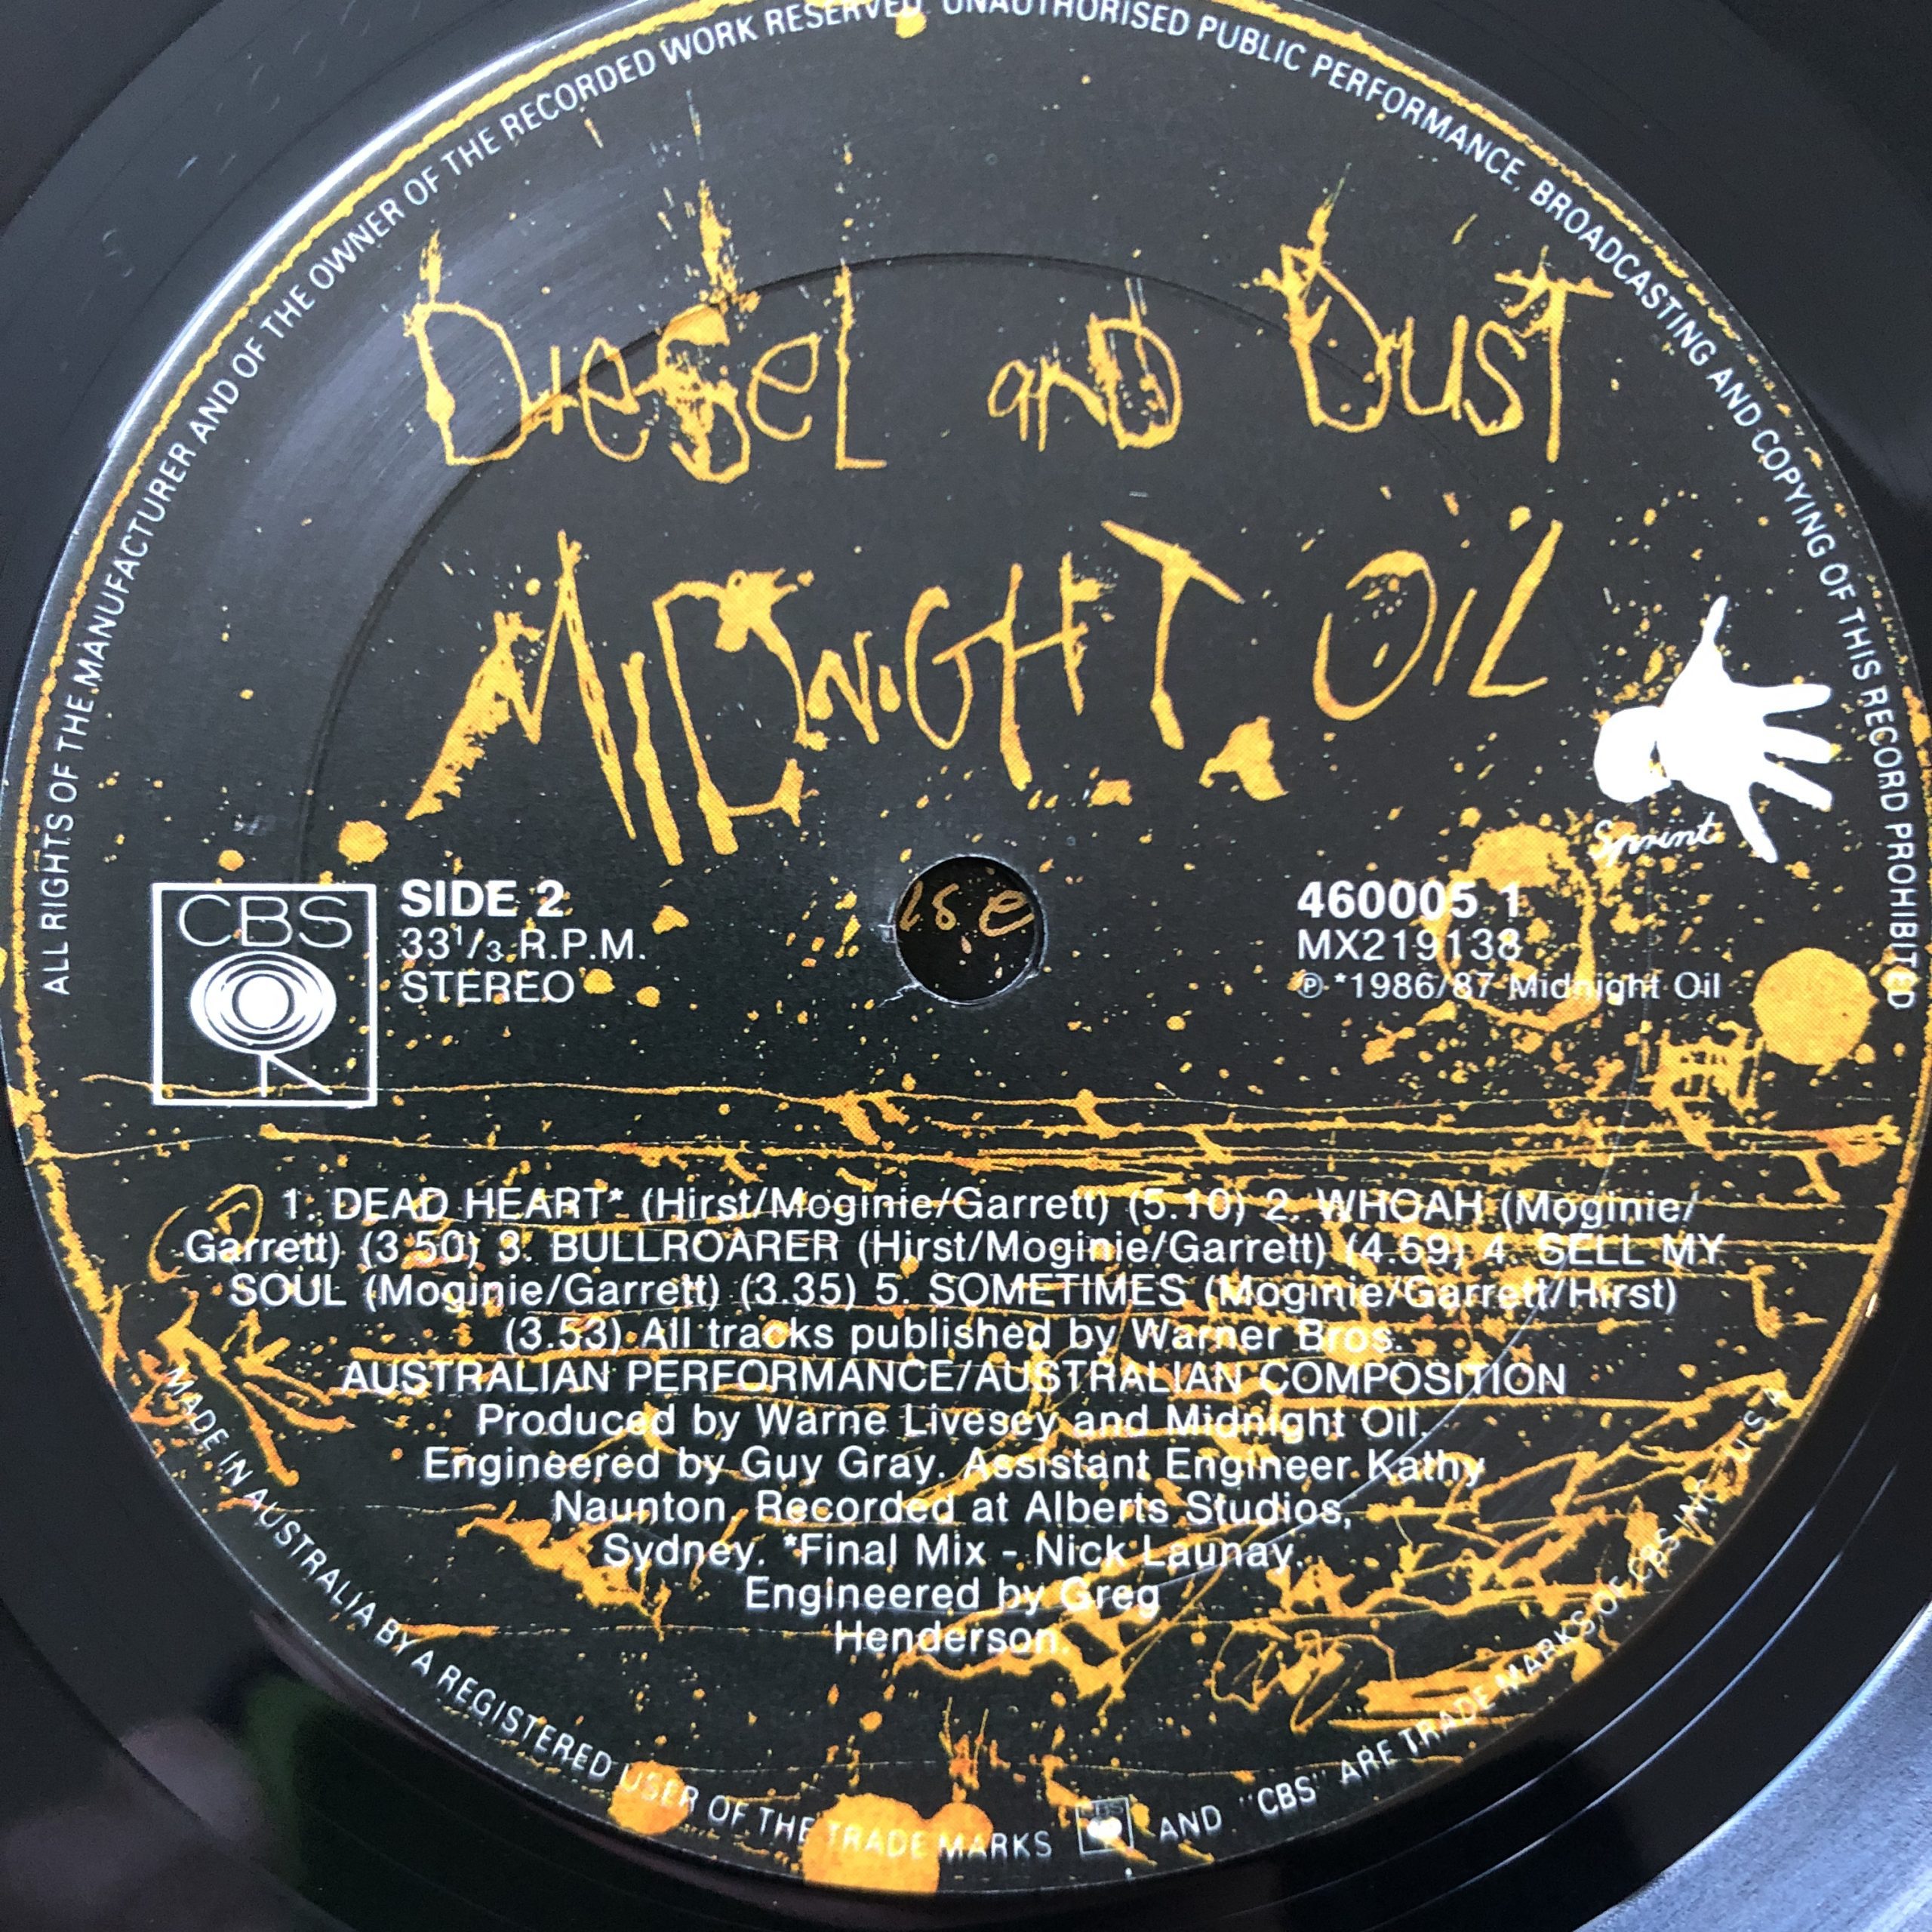 ALL RIGHTS OF THE MANUFACTURER AND OF THE OWNER OF THE RECORDED WORK RESERVED. UNAUTHORISED PUBLIC PERFORMANCE, BROADCASTING AND COPYING OF THIS RECORD PROHIBITED
Diesel and Dust
MIDNIGHT OIL
Sprint
CBS
SIDE 2
33 1/3 R.P.M.
STEREO
460005 1
MX219138
℗ *1986/87 Midnight Oil
1. DEAD HEART* (Hirst/Moginie/Garrett) (5.10) 2. WHOAH (Moginie/
Garrett) (3.50) 3. BULLROARER (Hirst/Moginie/Garrett) (4.59) 4. SELL MY
SOUL (Moginie/Garrett) (3.35) 5. SOMETIMES (Moginie/Garrett/Hirst)
(3.53) All tracks published by Warner Bros.
AUSTRALIAN PERFORMANCE/AUSTRALIAN COMPOSITION
Produced by Warne Livesey and Midnight Oil.
Engineered by Guy Gray. Assistant Engineer Kathy
Naunton. Recorded at Alberts Studios,
Sydney. *Final Mix - Nick Launay.
Engineered by Greg
Henderson.
MADE IN AUSTRALIA BY A REGISTERED USER OF THE TRADE MARKS CBS AND "CBS" ARE TRADE MARKS OF CBS INC. U.S.A.